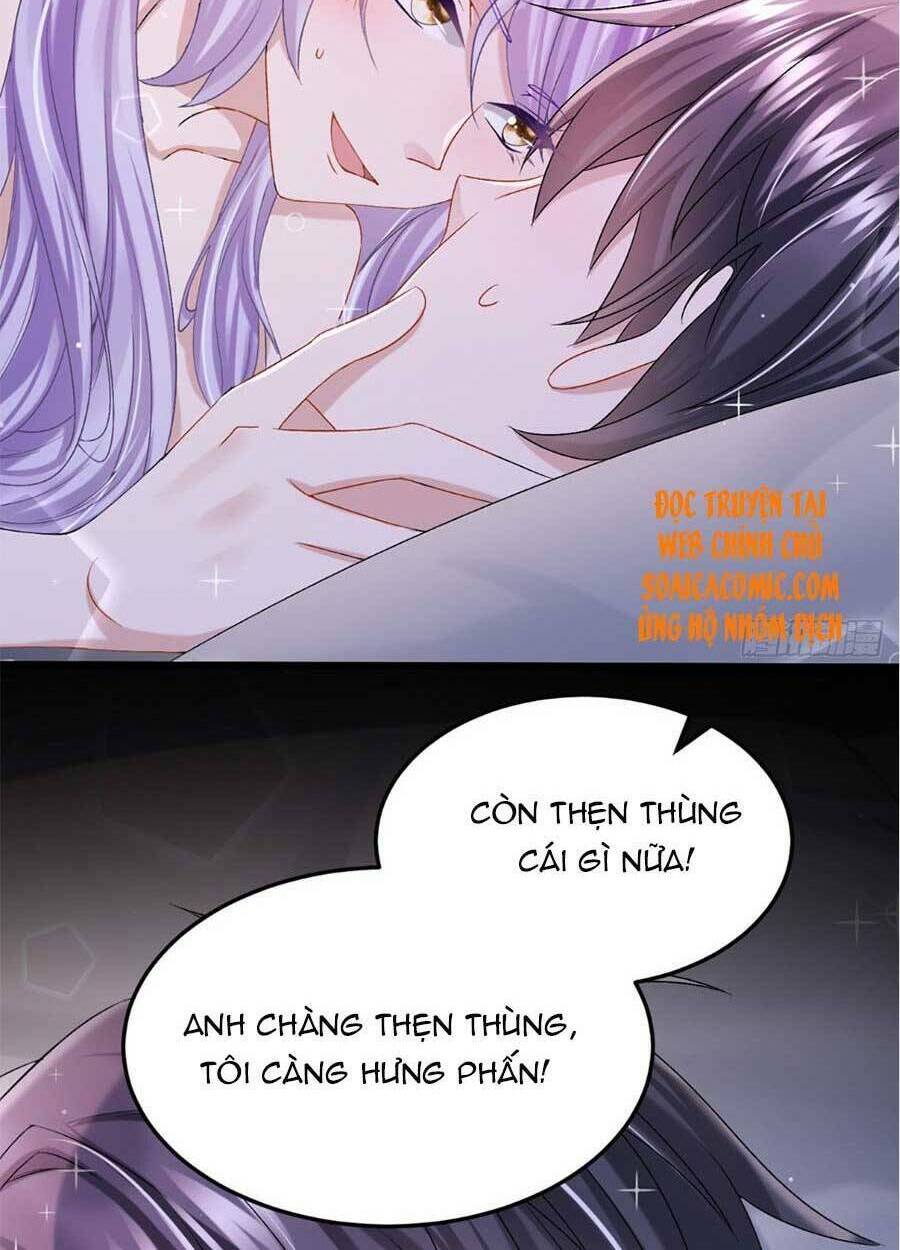 ĐỌC TRUYỆN TẠI
WEB CHÍNH CHỦ
SOAICACOMIC.COM
ỦNG HỘ NHÓM DỊCH
CÒN THẸN THÙNG
CÁI GÌ NỮA!
ANH CHÀNG THẸN THÙNG,
TÔI CÀNG HƯNG PHẤN!